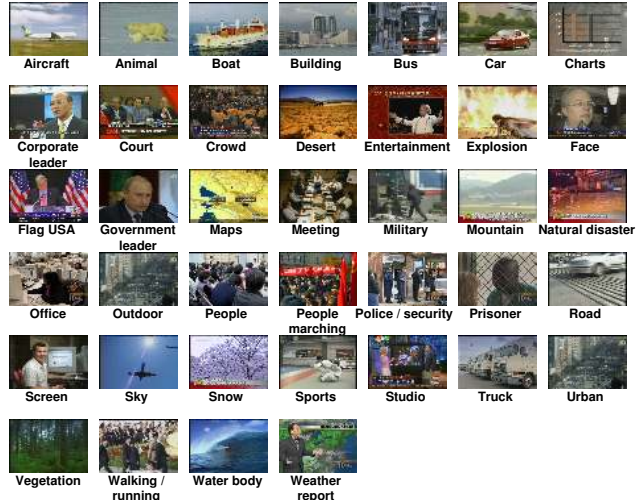 Aircraft Animal Boat Building Bus Car Charts
Corporate leader Court Crowd Desert Entertainment Explosion Face
Flag USA Government leader Maps Meeting Military Mountain Natural disaster
Office Outdoor People People marching Police / security Prisoner Road
Screen Sky Snow Sports Studio Truck Urban
Vegetation Walking / running Water body Weather report